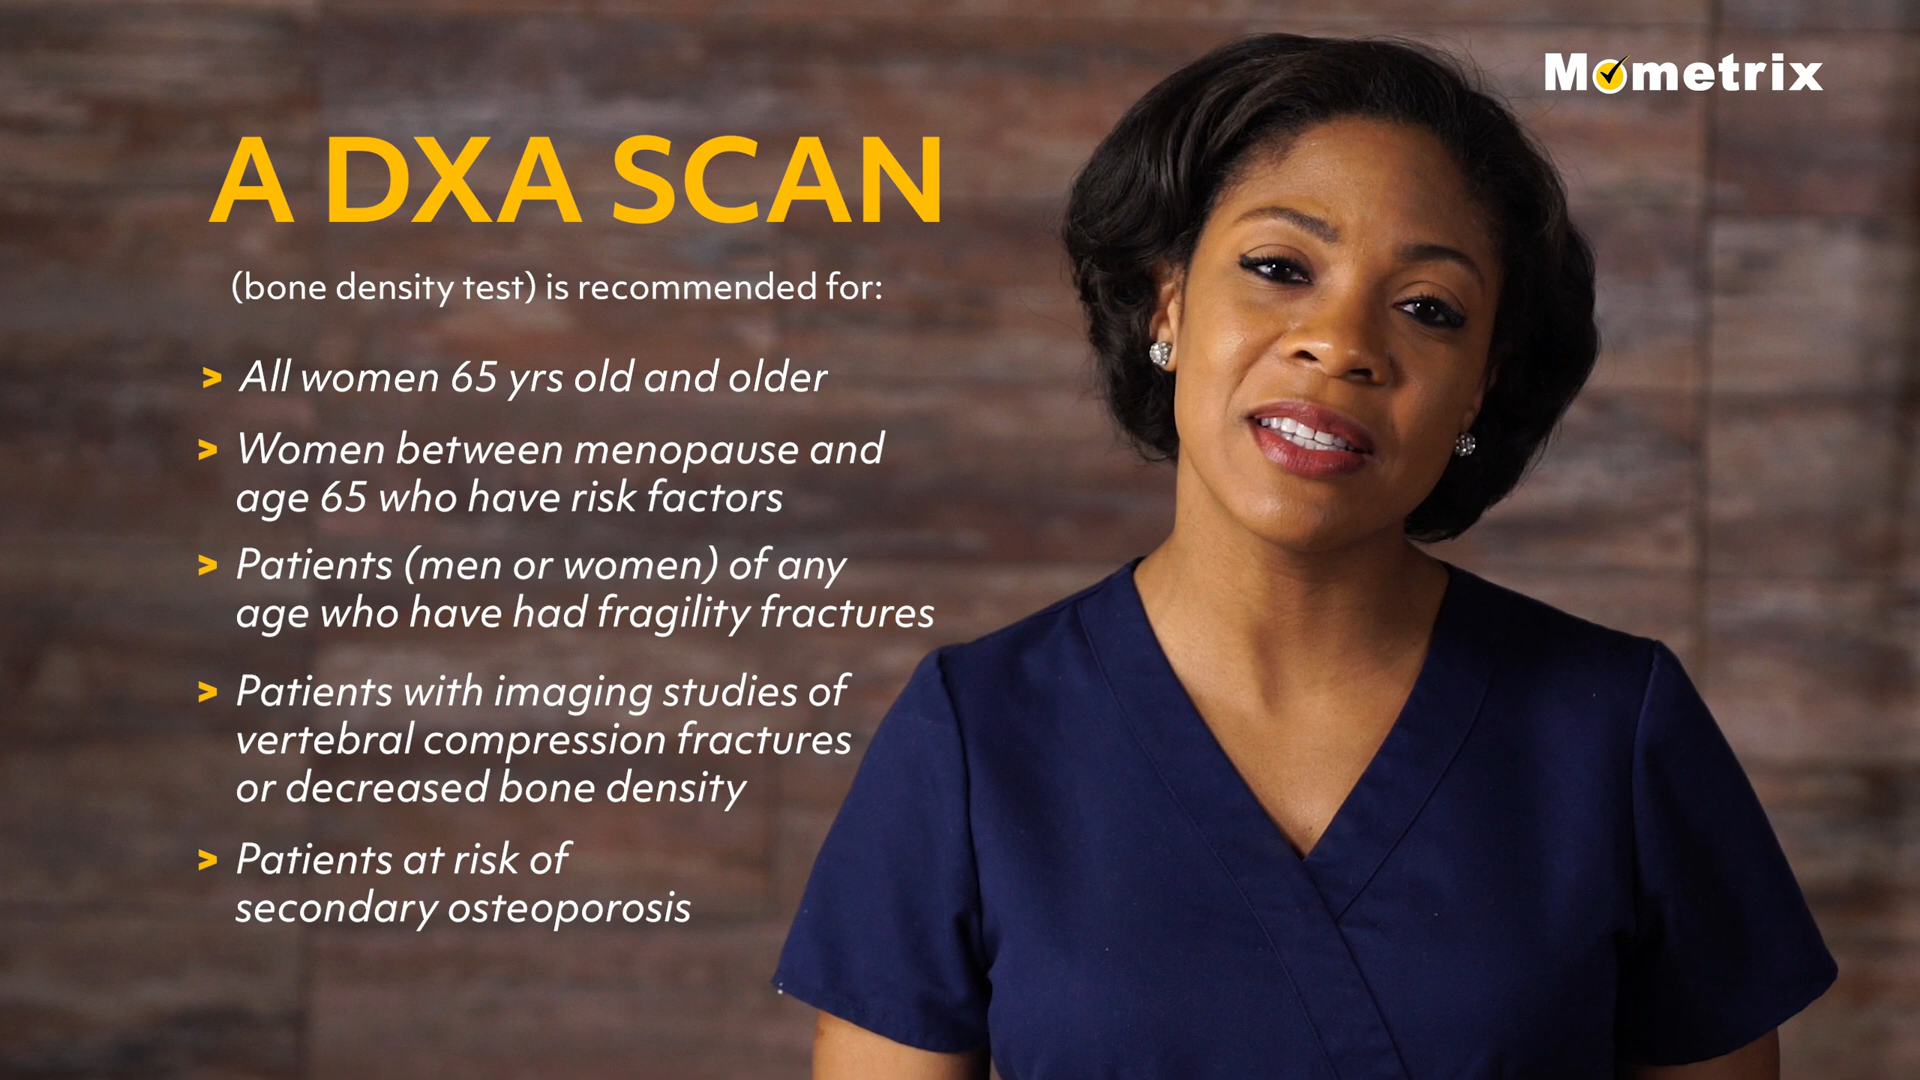 Mometrix
A DXA SCAN
(bone density test) is recommended for:
> All women 65 yrs old and older
> Women between menopause and
age 65 who have risk factors
> Patients (men or women) of any
age who have had fragility fractures
> Patients with imaging studies of
vertebral compression fractures
or decreased bone density
> Patients at risk of
secondary osteoporosis